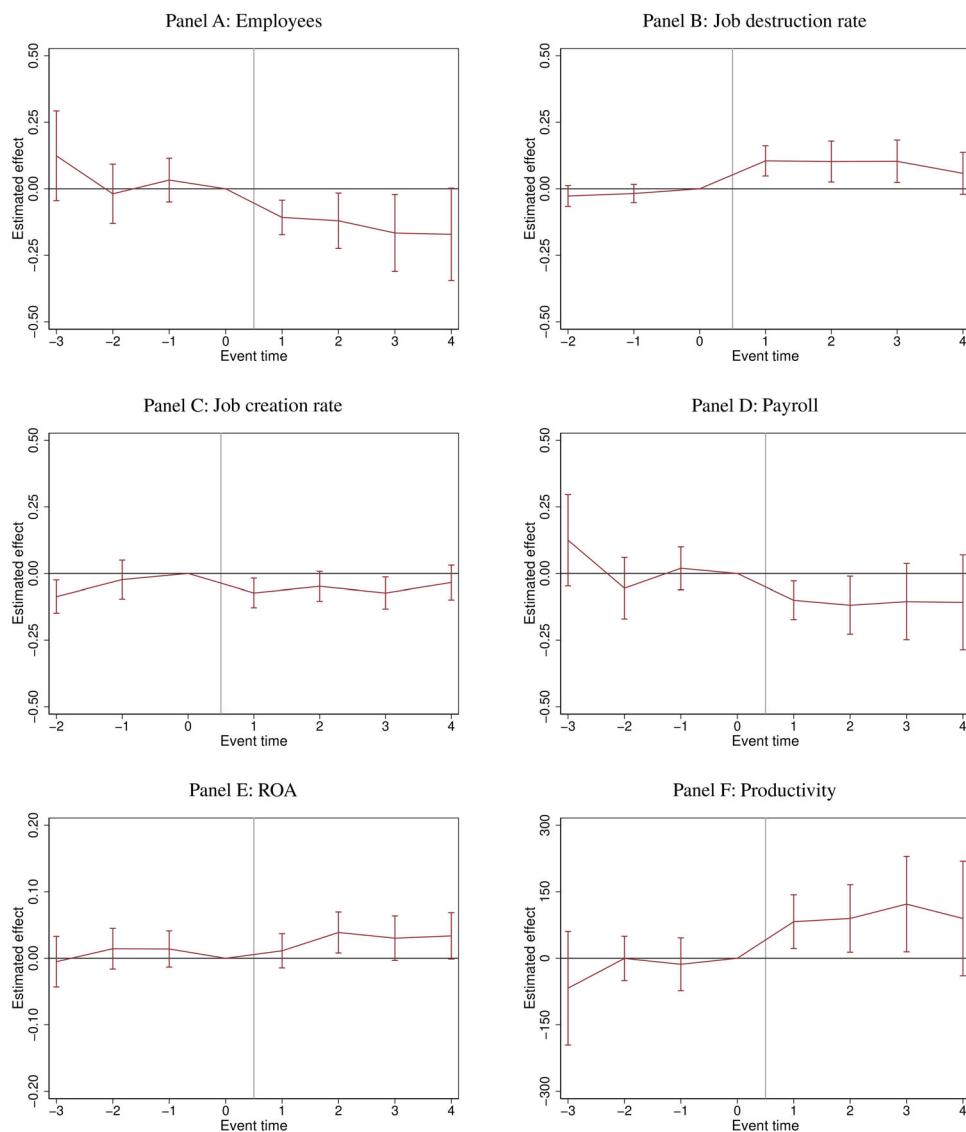 Panel A: Employees
Estimated effect
0.50
0.25
0.00
−0.25
−0.50
−3 −2 −1 0 1 2 3 4
Event time
Panel B: Job destruction rate
Estimated effect
0.50
0.25
0.00
−0.25
−0.50
−2 −1 0 1 2 3 4
Event time
Panel C: Job creation rate
Estimated effect
0.50
0.25
0.00
−0.25
−0.50
−2 −1 0 1 2 3 4
Event time
Panel D: Payroll
Estimated effect
0.50
0.25
0.00
−0.25
−0.50
−3 −2 −1 0 1 2 3 4
Event time
Panel E: ROA
Estimated effect
0.20
0.10
0.00
−0.10
−0.20
−3 −2 −1 0 1 2 3 4
Event time
Panel F: Productivity
Estimated effect
300
150
0
−150
−300
−3 −2 −1 0 1 2 3 4
Event time